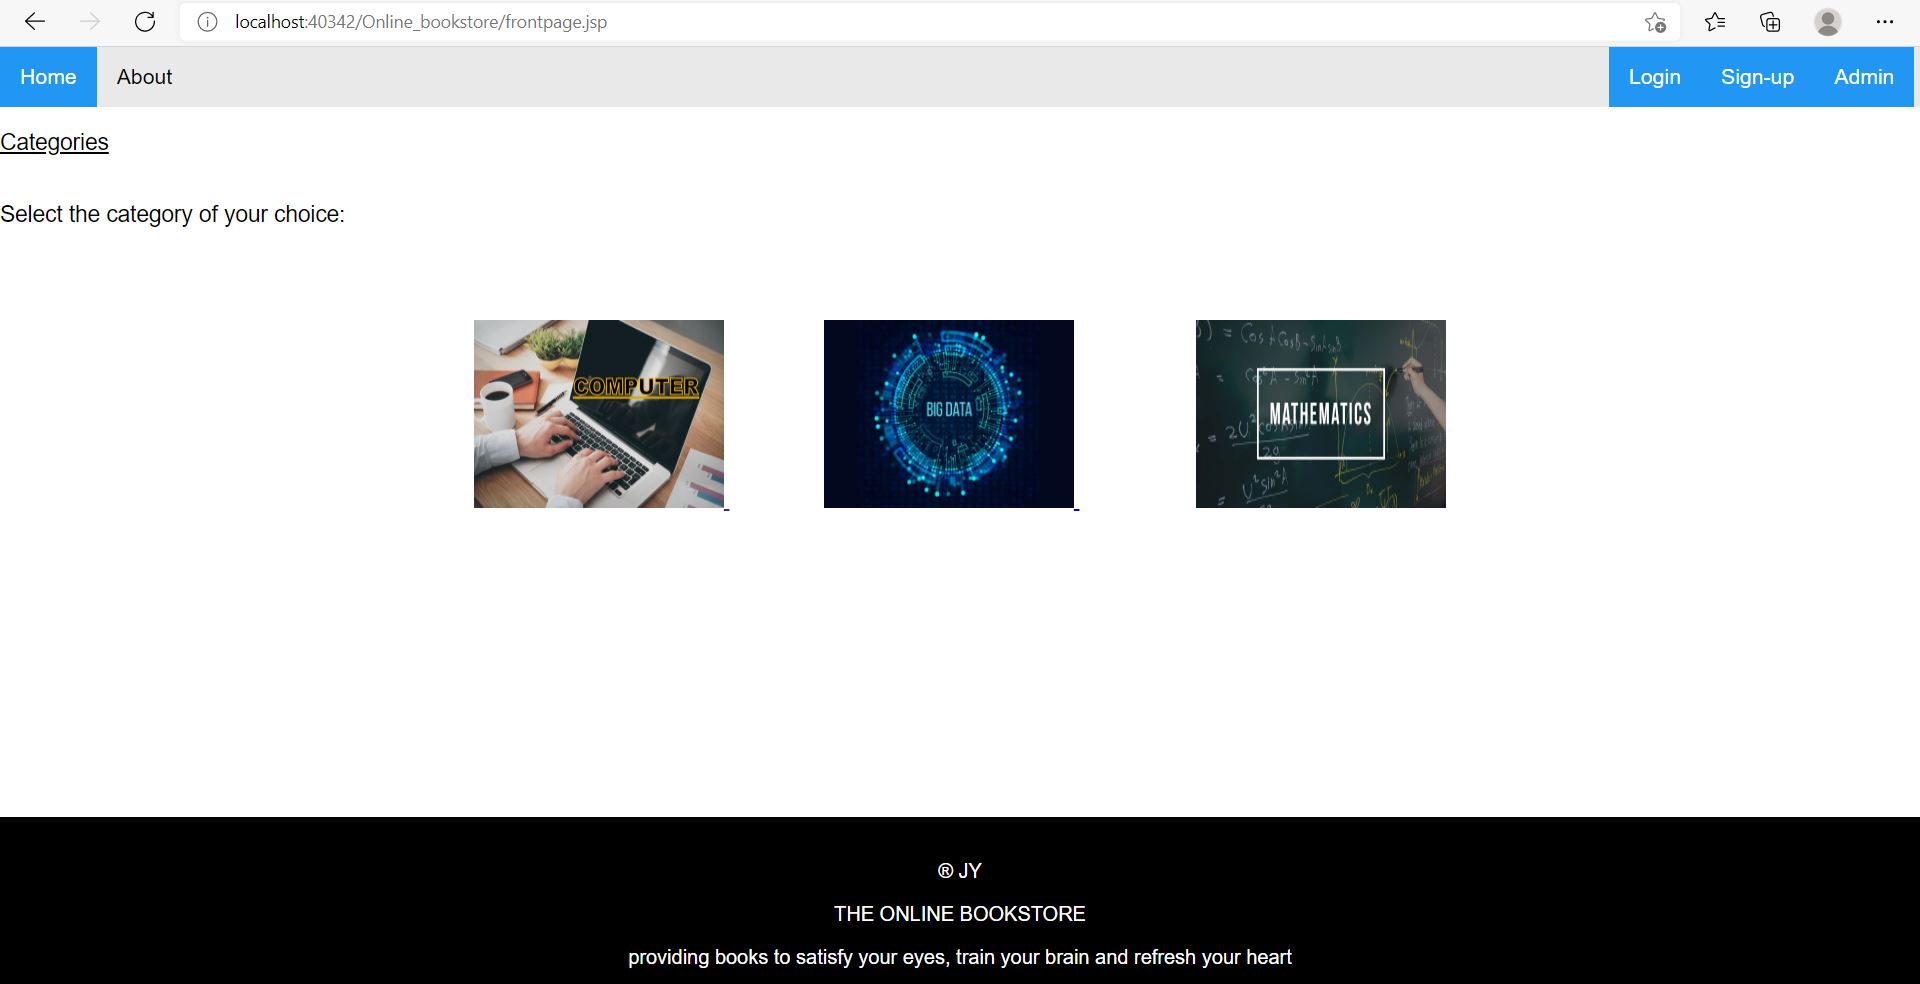 localhost:40342/Online_bookstore/frontpage.jsp
Home About Login Sign-up Admin
Categories
Select the category of your choice:
COMPUTER
BIG DATA
MATHEMATICS
® JY
THE ONLINE BOOKSTORE
providing books to satisfy your eyes, train your brain and refresh your heart